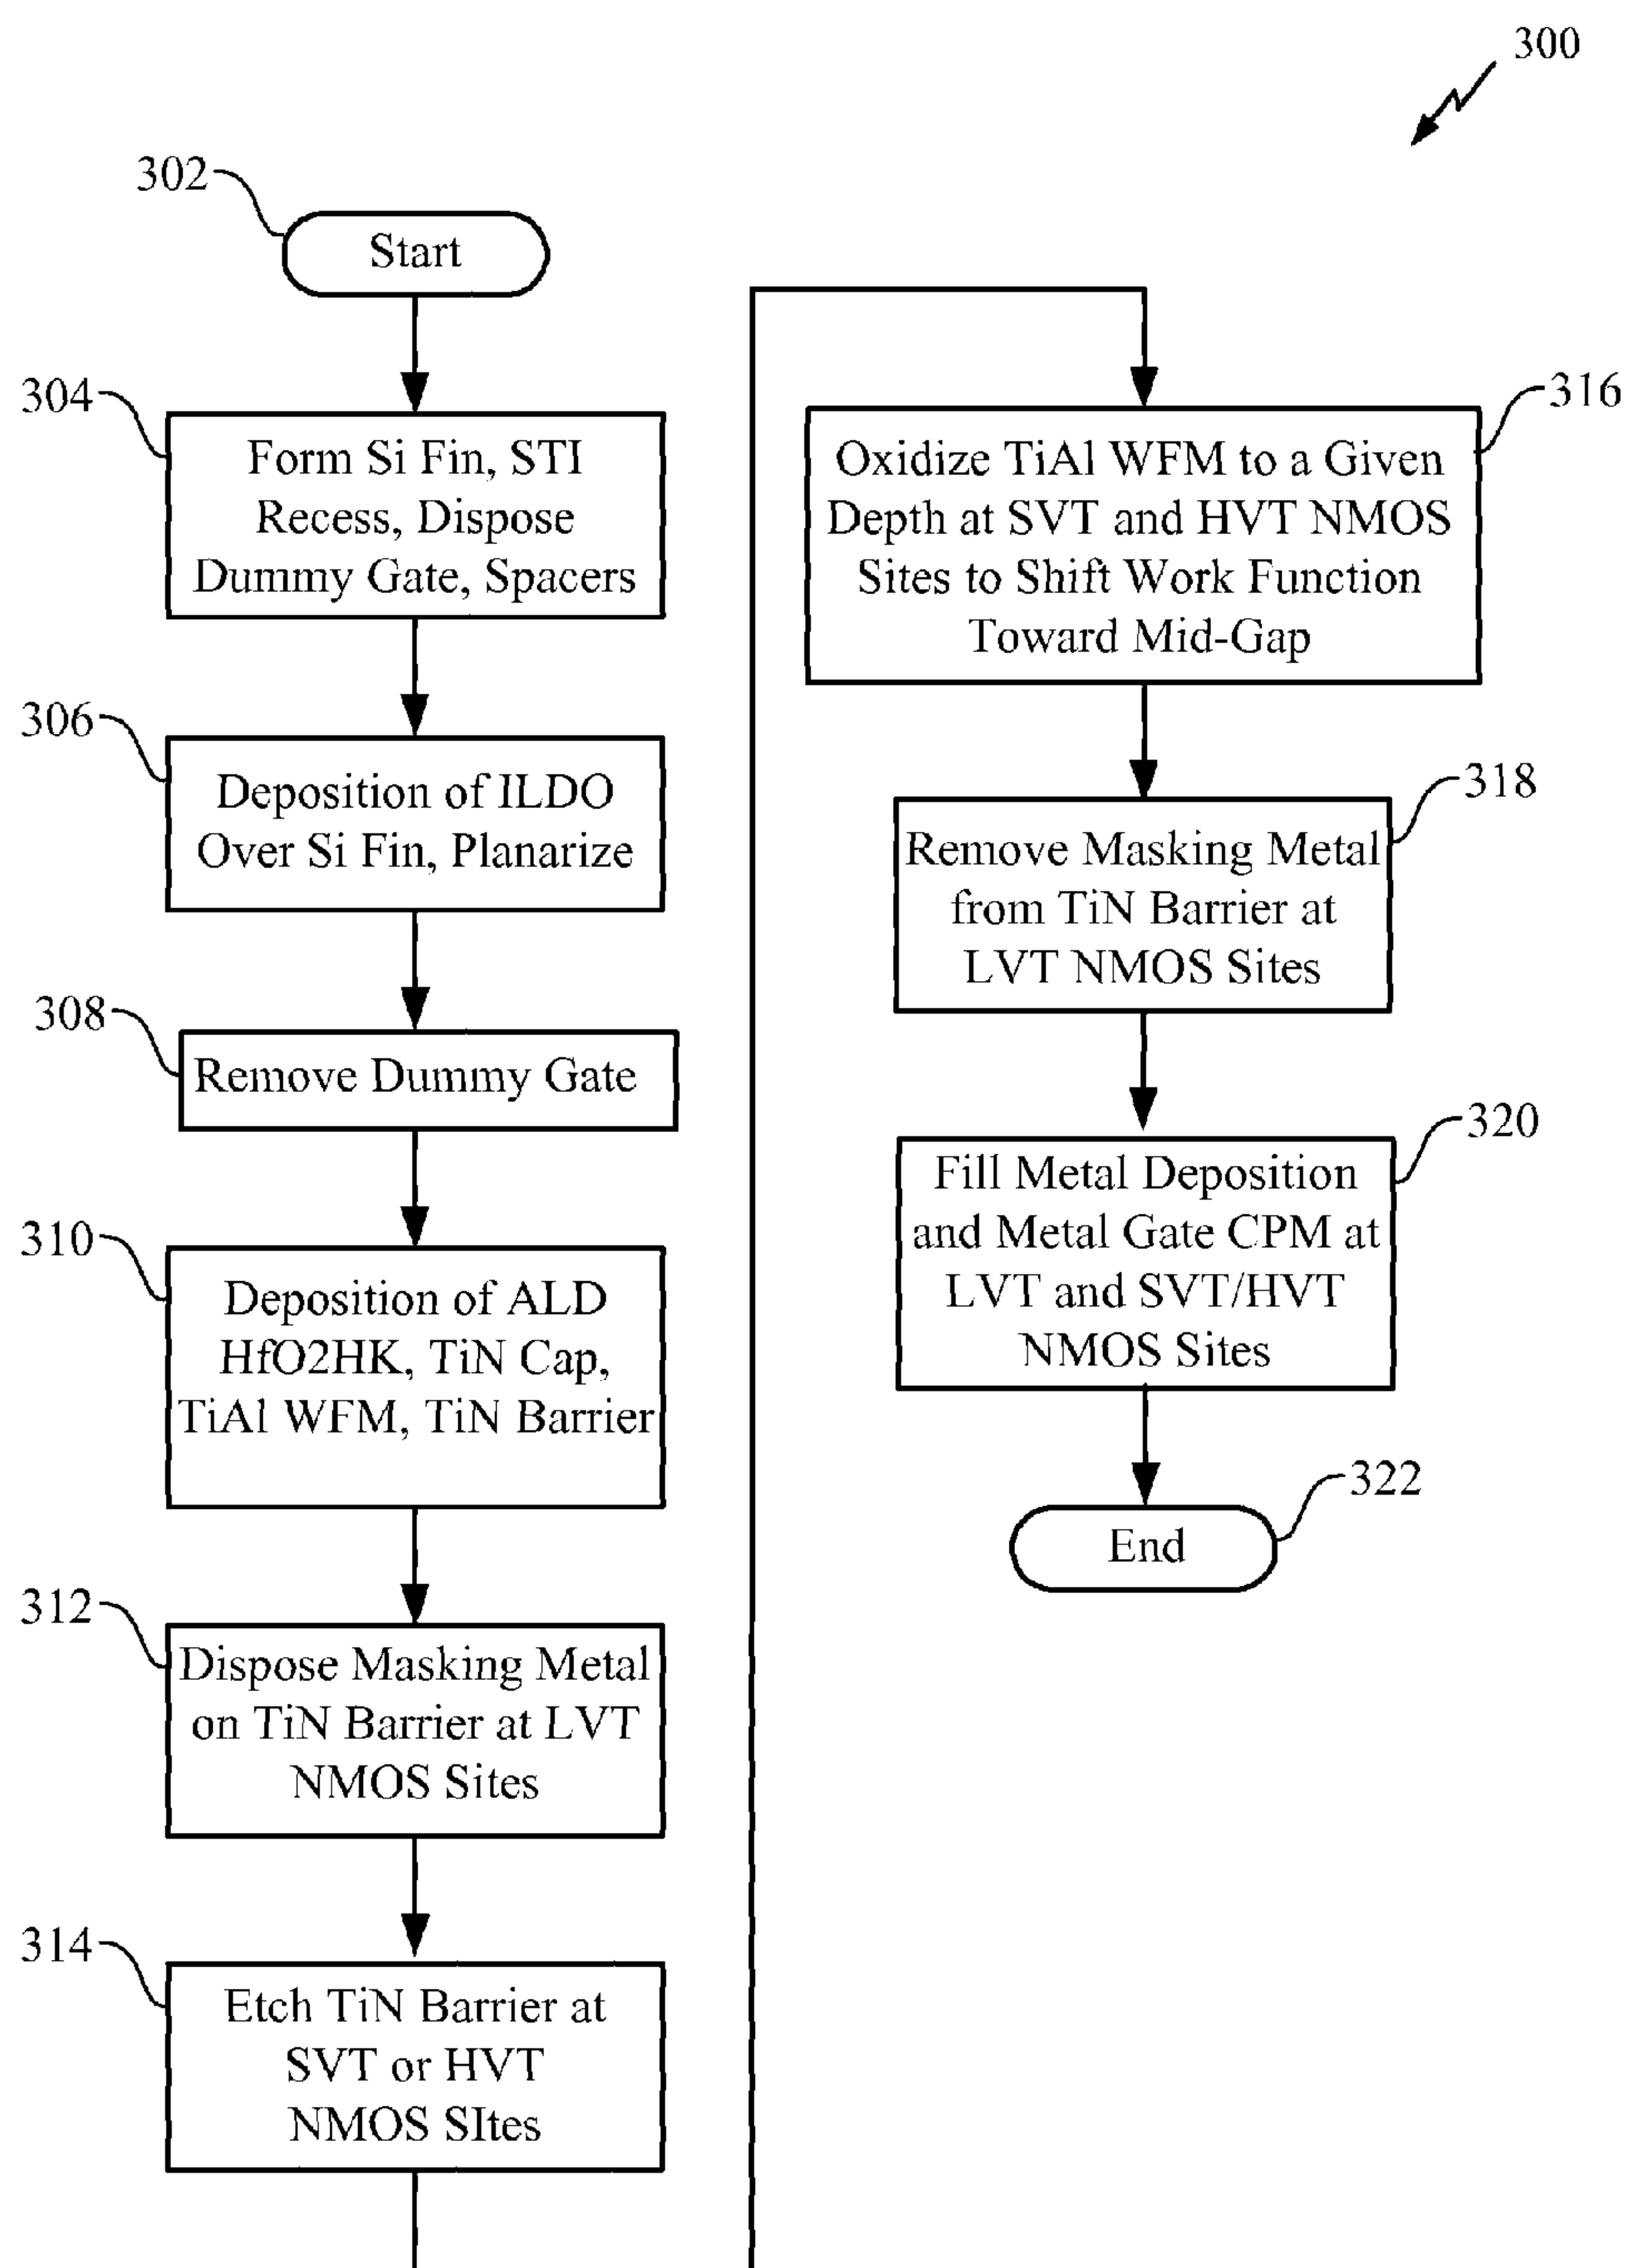 300
302
Start
304
Form Si Fin, STI
Recess, Dispose
Dummy Gate, Spacers
306
Deposition of ILDO
Over Si Fin, Planarize
308
Remove Dummy Gate
310
Deposition of ALD
HfO2HK, TiN Cap,
TiAl WFM, TiN Barrier
312
Dispose Masking Metal
on TiN Barrier at LVT
NMOS Sites
314
Etch TiN Barrier at
SVT or HVT
NMOS SItes
316
Oxidize TiAl WFM to a Given
Depth at SVT and HVT NMOS
Sites to Shift Work Function
Toward Mid-Gap
318
Remove Masking Metal
from TiN Barrier at
LVT NMOS Sites
320
Fill Metal Deposition
and Metal Gate CPM at
LVT and SVT/HVT
NMOS Sites
322
End